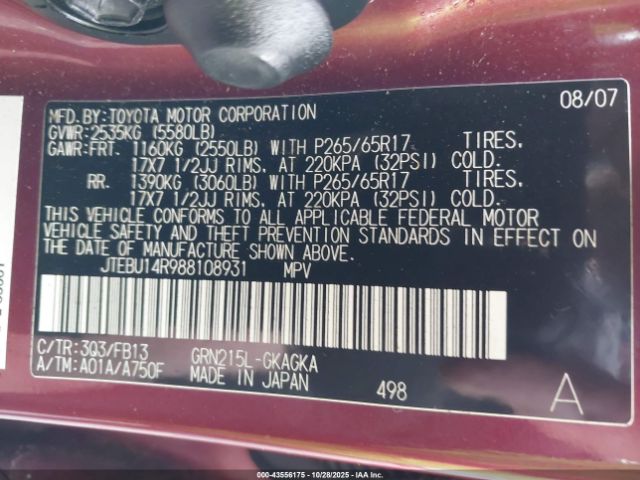 MFD. BY: TOYOTA MOTOR CORPORATION 08/07
GVWR: 2535KG (5580LB)
GAWR: FRT. 1160KG (2550LB) WITH P265/65R17 TIRES.
17X7 1/2JJ RIMS. AT 220KPA (32PSI) COLD.
RR. 1390KG (3060LB) WITH P265/65R17 TIRES.
17X7 1/2JJ RIMS. AT 220KPA (32PSI) COLD.
THIS VEHICLE CONFORMS TO ALL APPLICABLE FEDERAL MOTOR
VEHICLE SAFETY AND THEFT PREVENTION STANDARDS IN EFFECT ON
THE DATE OF MANUFACTURE SHOWN ABOVE.
JTEBU14R988108931 MPV
C/TR: 3Q3/FB13 GRN215L-GKAGKA
A/TM: A01A/A750F MADE IN JAPAN 498 A
000-43556175 | 10/28/2025 | IAA Inc.